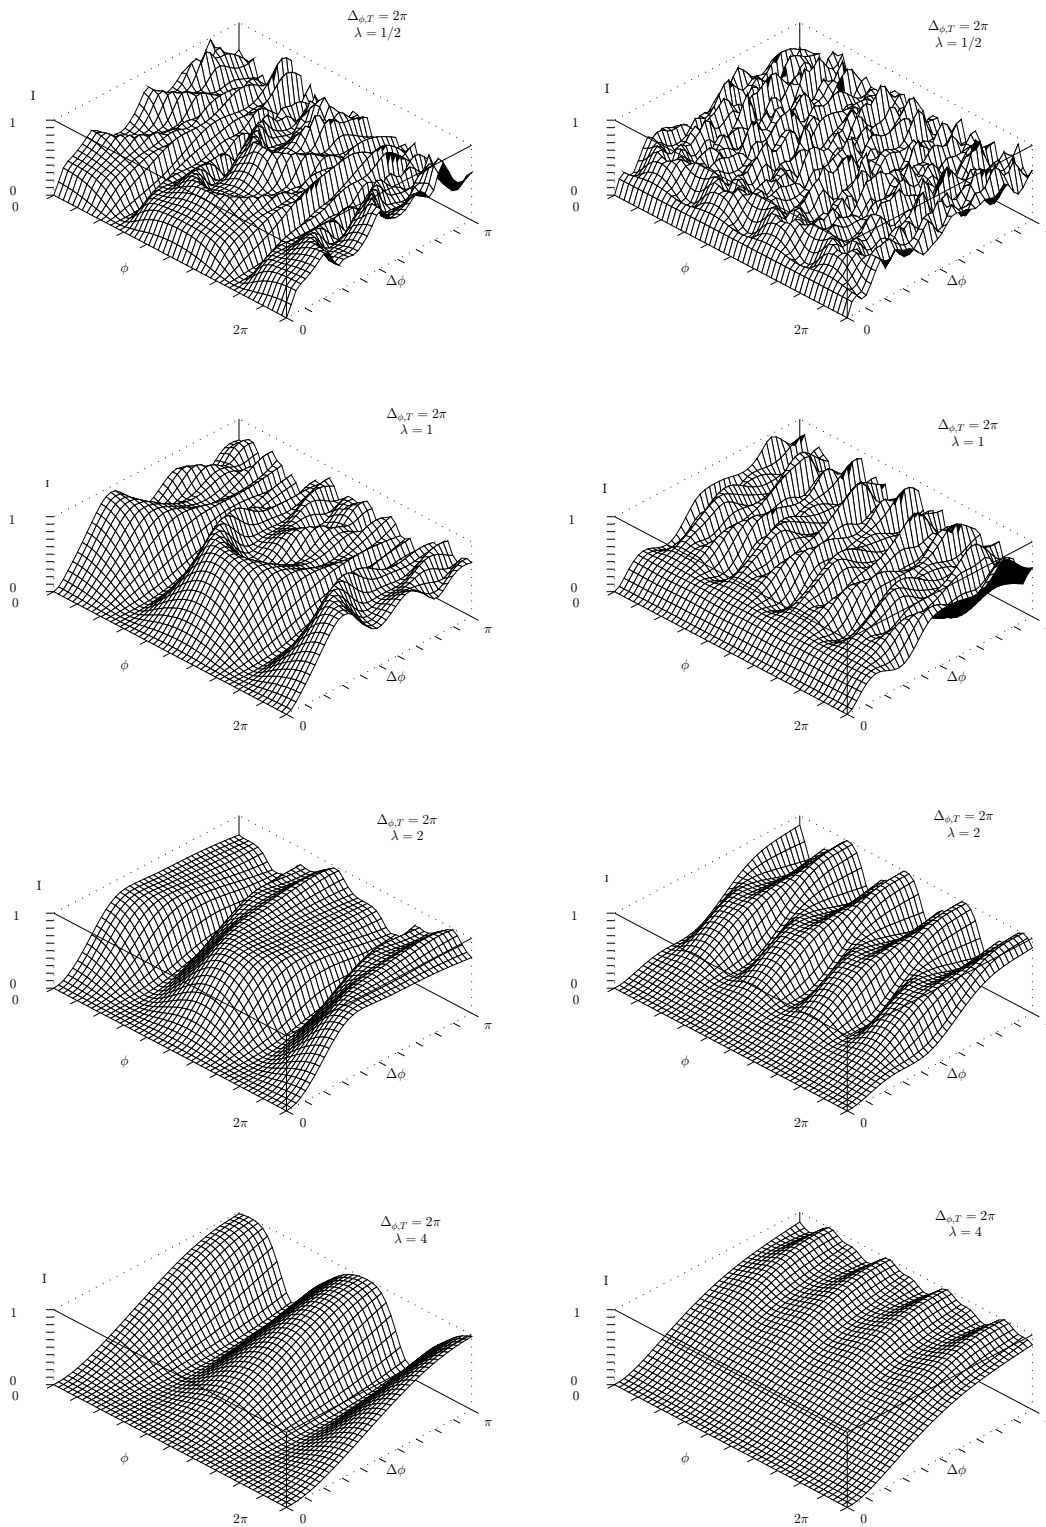 Δϕ,T = 2π
λ = 1/2
I
1
0
0
ϕ
2π
0
Δϕ
π
Δϕ,T = 2π
λ = 1/2
I
1
0
0
ϕ
2π
0
Δϕ
Δϕ,T = 2π
λ = 1
I
1
0
0
ϕ
2π
0
Δϕ
π
Δϕ,T = 2π
λ = 1
I
1
0
0
ϕ
2π
0
Δϕ
Δϕ,T = 2π
λ = 2
I
1
0
0
ϕ
2π
0
Δϕ
π
Δϕ,T = 2π
λ = 2
I
1
0
0
ϕ
2π
0
Δϕ
Δϕ,T = 2π
λ = 4
I
1
0
0
ϕ
2π
0
Δϕ
π
Δϕ,T = 2π
λ = 4
I
1
0
0
ϕ
2π
0
Δϕ